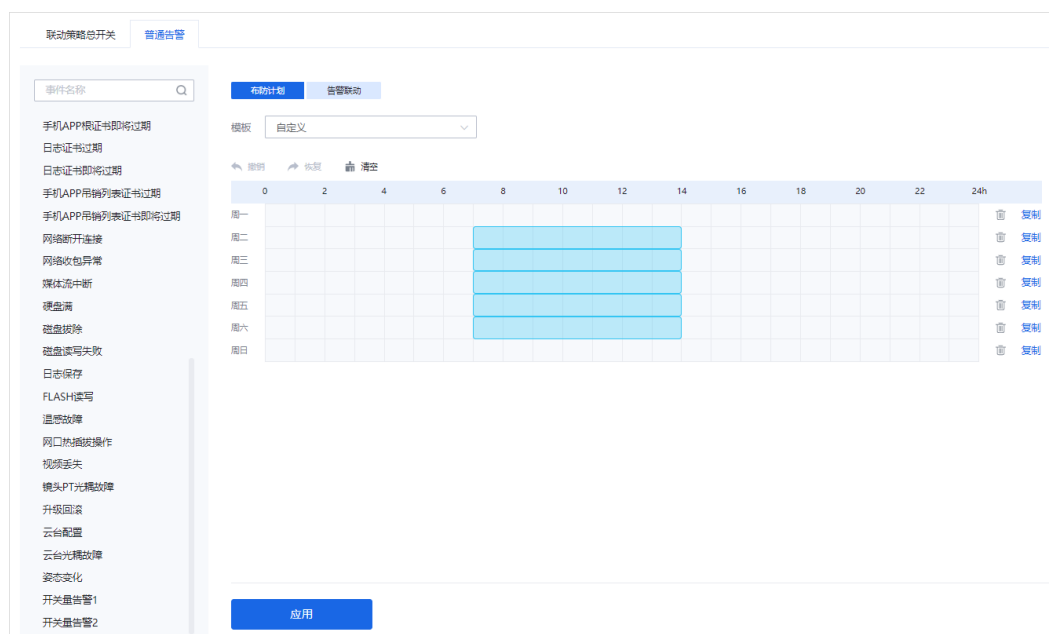 联动策略总开关 普通告警
事件名称
布防计划 告警联动
手机APP根证书即将过期
模板 自定义
日志证书过期
日志证书即将过期
撤销 恢复 清空
手机APP吊销列表证书过期
0 2 4 6 8 10 12 14 16 18 20 22 24h
手机APP吊销列表证书即将过期
周一 复制
网络断开连接
周二 复制
网络收包异常
周三 复制
媒体流中断
周四 复制
硬盘满
周五 复制
磁盘拔除
周六 复制
磁盘读写失败
周日 复制
日志保存
FLASH读写
温感故障
网口热插拔操作
视频丢失
镜头PT光耦故障
升级回滚
云台配置
云台光耦故障
姿态变化
开关量告警1
应用
开关量告警2